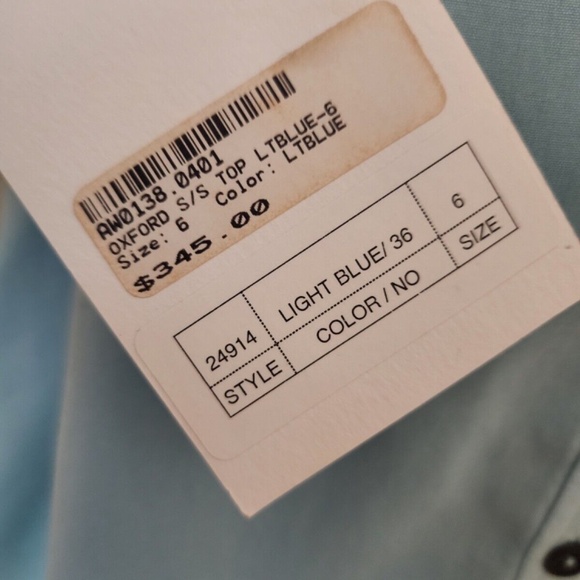 AW0138.0401
OXFORD S/S TOP LTBLUE-6
Size: 6 Color: LTBLUE
$345.00
24914 LIGHT BLUE/ 36 6
STYLE COLOR / NO SIZE